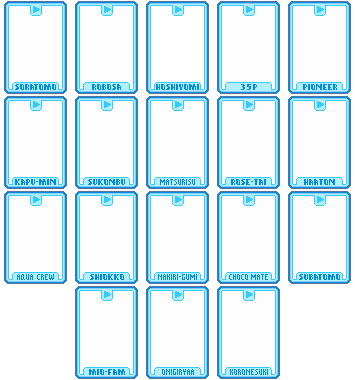 SORATOMO ROBOSA HOSHIYOMI 35P PIONEER
KAPU-MIN SUKONBU MATSURISU ROSE-TAI HAATON
AQUA CREW SHIOKKO NAKIRI-GUMI CHOCO MATE SUBATOMO
MIO-FAM ONIGIRYAA KORONESUKI